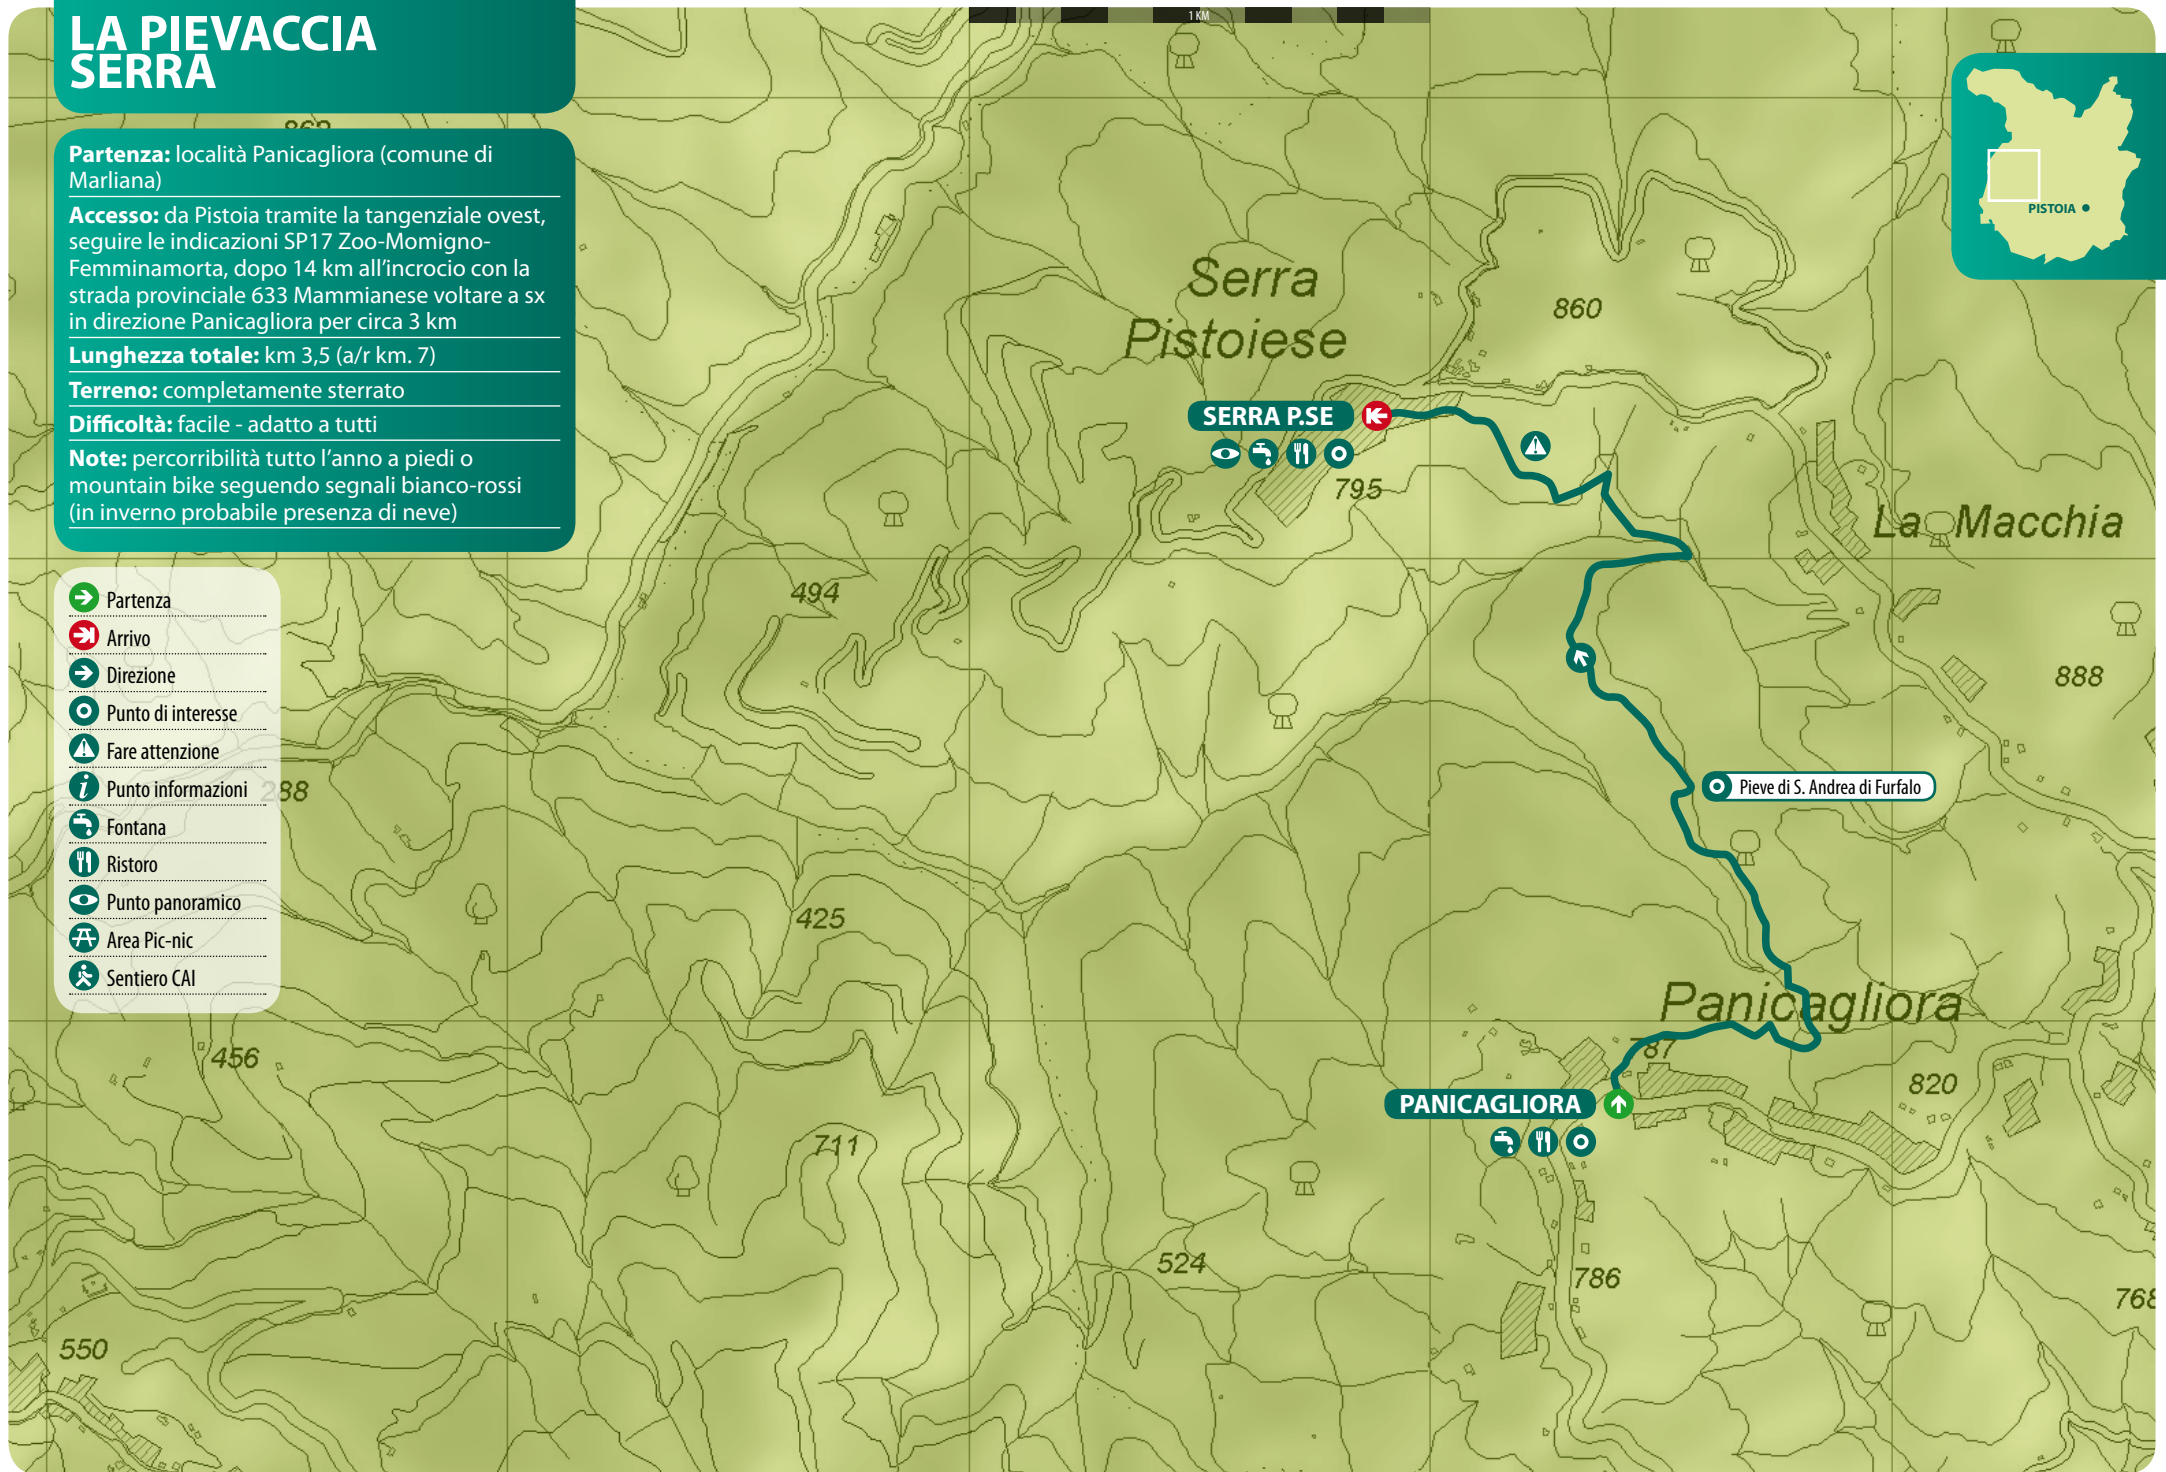 LA PIEVACCIA
SERRA
1 KM
862
Partenza: località Panicagliora (comune di
Marliana)
Accesso: da Pistoia tramite la tangenziale ovest,
seguire le indicazioni SP17 Zoo-Momigno-
Femminamorta, dopo 14 km all’incrocio con la
strada provinciale 633 Mammianese voltare a sx
in direzione Panicagliora per circa 3 km
Lunghezza totale: km 3,5 (a/r km. 7)
Terreno: completamente sterrato
Difficoltà: facile - adatto a tutti
Note: percorribilità tutto l’anno a piedi o
mountain bike seguendo segnali bianco-rossi
(in inverno probabile presenza di neve)
PISTOIA
Serra
Pistoiese
860
SERRA P.SE
795
La Macchia
494
888
Partenza
Arrivo
Direzione
Punto di interesse
Fare attenzione
Punto informazioni
Fontana
Ristoro
Punto panoramico
Area Pic-nic
Sentiero CAI
288
Pieve di S. Andrea di Furfalo
425
Panicagliora
456
787
820
PANICAGLIORA
711
524
786
768
550